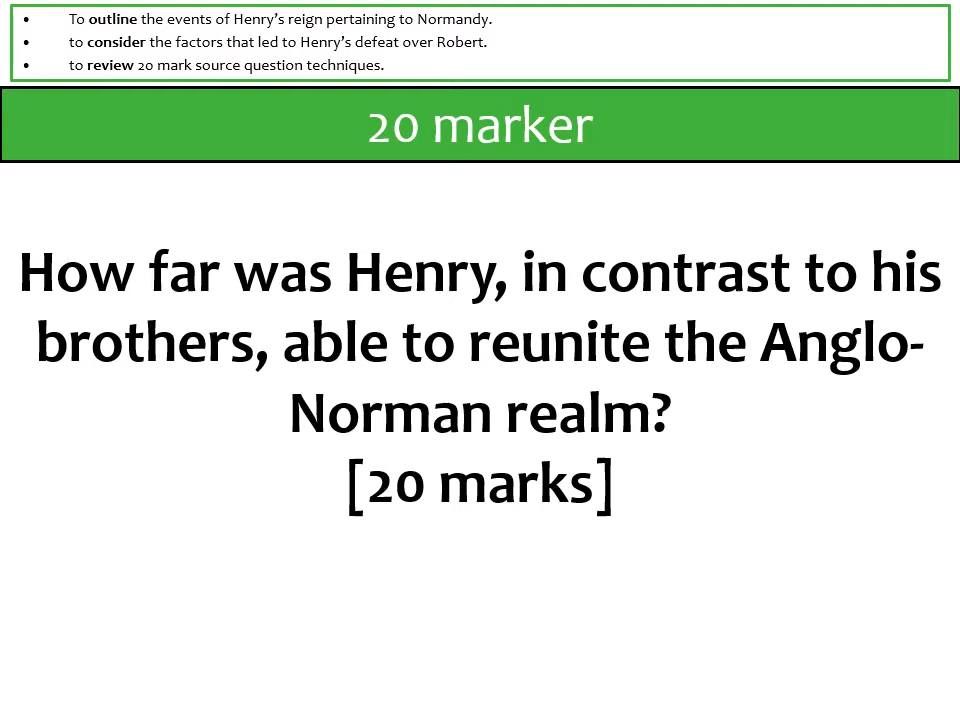 • To outline the events of Henry’s reign pertaining to Normandy.
• to consider the factors that led to Henry’s defeat over Robert.
• to review 20 mark source question techniques.
20 marker
How far was Henry, in contrast to his
brothers, able to reunite the Anglo-
Norman realm?
[20 marks]